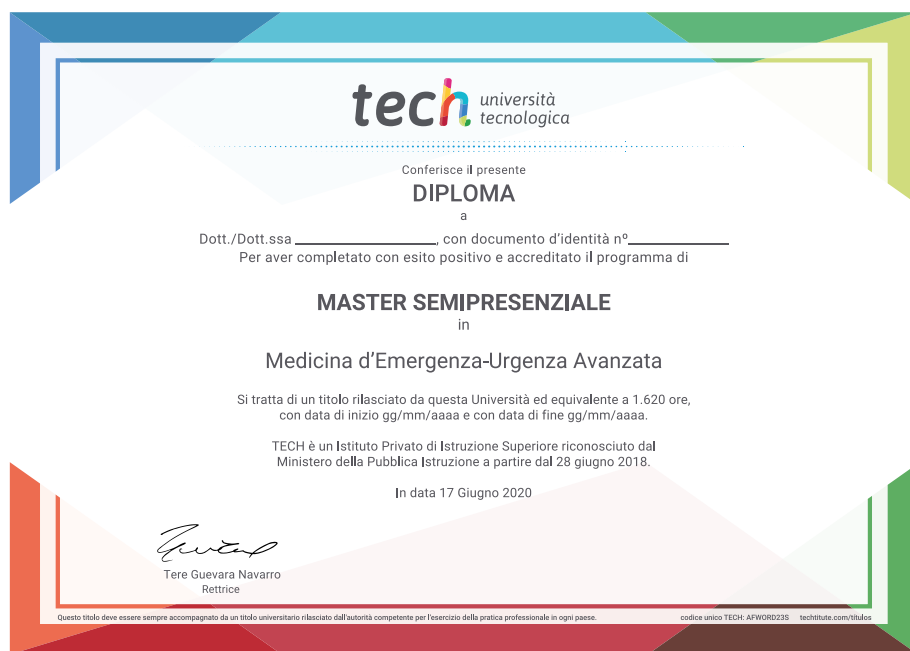 tech università
tecnologica
Conferisce il presente
DIPLOMA
a
Dott./Dott.ssa ________________, con documento d'identità nº____________
Per aver completato con esito positivo e accreditato il programma di
MASTER SEMIPRESENZIALE
in
Medicina d'Emergenza-Urgenza Avanzata
Si tratta di un titolo rilasciato da questa Università ed equivalente a 1.620 ore,
con data di inizio gg/mm/aaaa e con data di fine gg/mm/aaaa.
TECH è un Istituto Privato di Istruzione Superiore riconosciuto dal
Ministero della Pubblica Istruzione a partire dal 28 giugno 2018.
In data 17 Giugno 2020
Tere Guevara Navarro
Rettrice
Questo titolo deve essere sempre accompagnato da un titolo universitario rilasciato dall'autorità competente per l'esercizio della pratica professionale in ogni paese. codice unico TECH: AFWORD23S techtitute.com/titulos